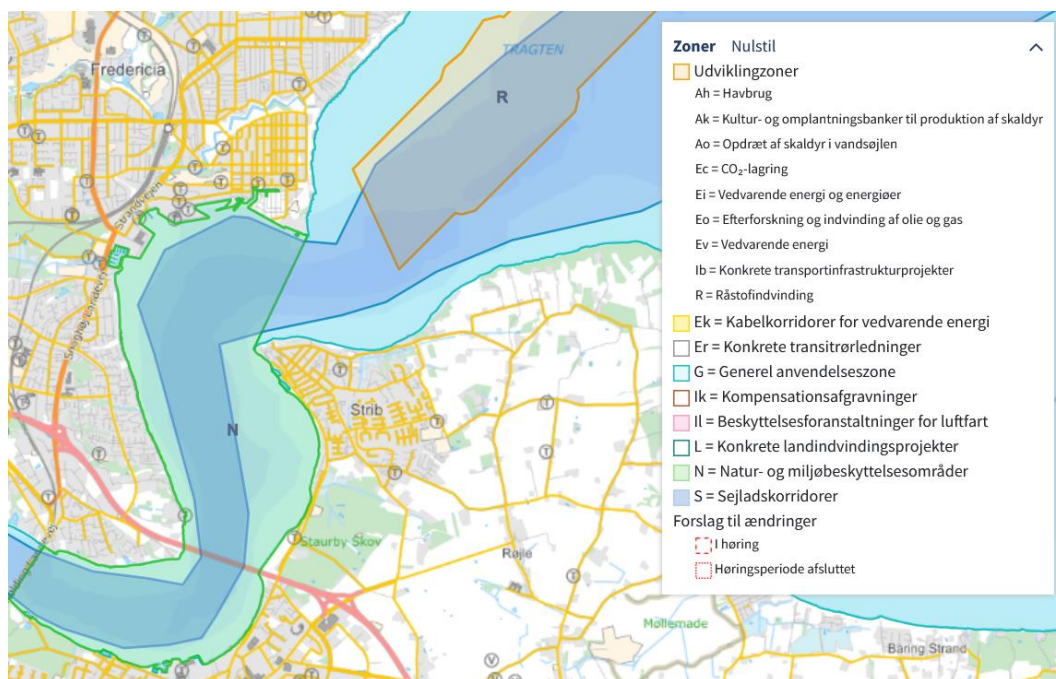 Fredericia
TRAGTEN
R
Strandvejen
Snoghøj Landevej
Strib
N
Staurby Skov
Røjle
Møllemade
Båring Strand
Zoner Nulstil
Udviklingzoner
Ah = Havbrug
Ak = Kultur- og omplantningsbanker til produktion af skaldyr
Ao = Opdræt af skaldyr i vandsøjlen
Ec = CO₂-lagring
Ei = Vedvarende energi og energiøer
Eo = Efterforskning og indvinding af olie og gas
Ev = Vedvarende energi
Ib = Konkrete transportinfrastrukturprojekter
R = Råstofindvinding
Ek = Kabelkorridorer for vedvarende energi
Er = Konkrete transitrørledninger
G = Generel anvendelseszone
Ik = Kompensationsafgravninger
Il = Beskyttelsesforanstaltninger for luftfart
L = Konkrete landindvindingsprojekter
N = Natur- og miljøbeskyttelsesområder
S = Sejladskorridorer
Forslag til ændringer
I høring
Høringsperiode afsluttet